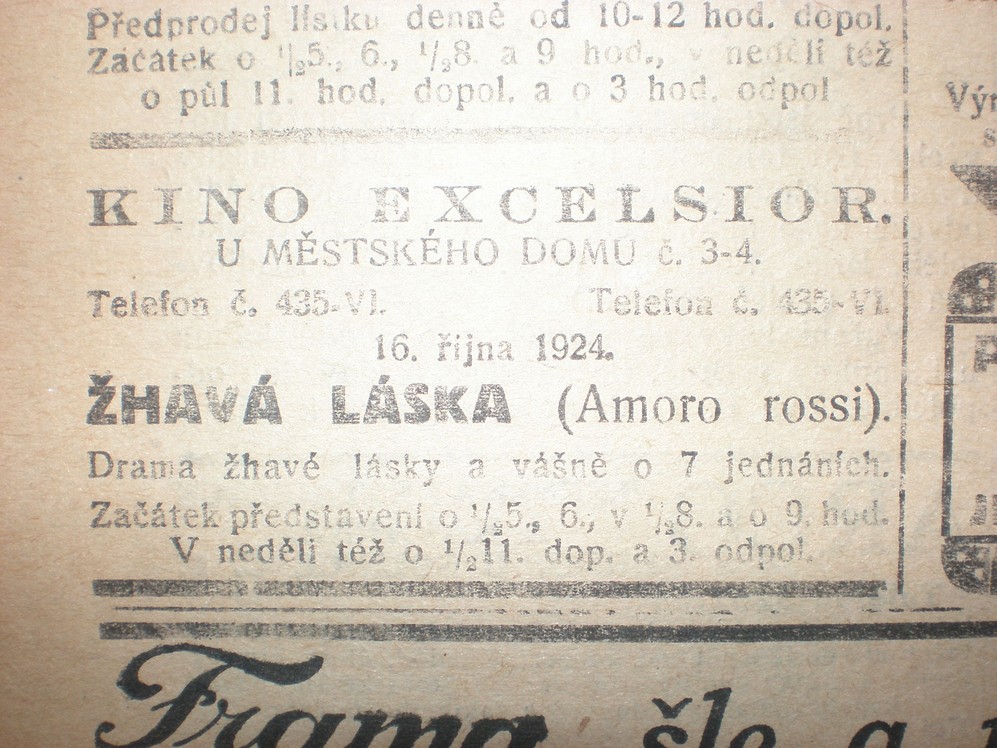 Předprodej lístku denně od 10-12 hod. dopol.
Začátek o ½5., 6., ½8. a 9 hod., v neděli též
o půl 11. hod. dopol. a o 3 hod. odpol
KINO EXCELSIOR.
U MĚSTSKÉHO DOMU č. 3-4.
Telefon č. 435-VI. Telefon č. 435-VI.
16. října 1924.
ŽHAVÁ LÁSKA (Amoro rossi).
Drama žhavé lásky a vášně o 7 jednáních.
Začátek představení o ½5., 6., v ½8. a o 9. hod.
V neděli též o ½11. dop. a 3. odpol.
Frama šle a
Výr